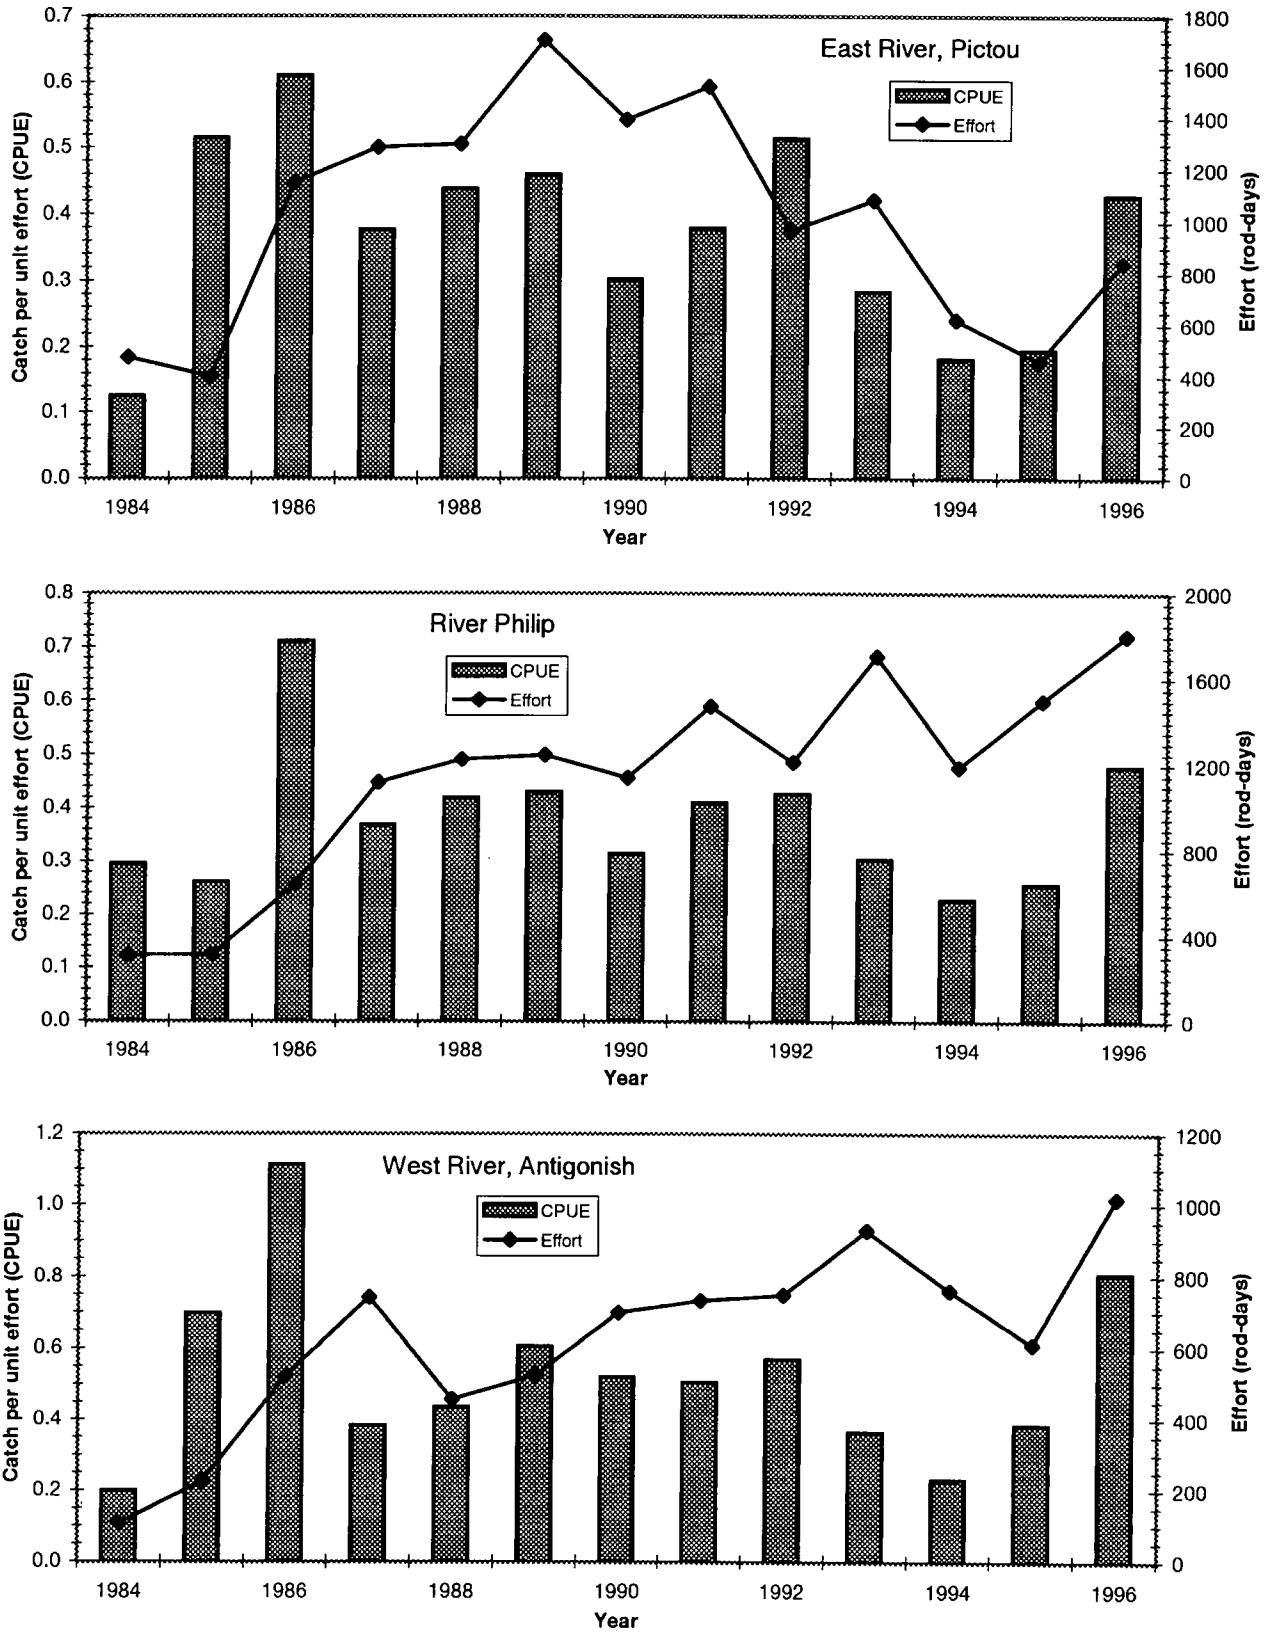 East River, Pictou
CPUE
Effort
Catch per unit effort (CPUE)
0.7
0.6
0.5
0.4
0.3
0.2
0.1
0.0
1800
1600
1400
1200
1000
800
600
400
200
0
Effort (rod-days)
1984 1986 1988 1990 1992 1994 1996
Year
River Philip
CPUE
Effort
Catch per unit effort (CPUE)
0.8
0.7
0.6
0.5
0.4
0.3
0.2
0.1
0.0
2000
1600
1200
800
400
0
Effort (rod-days)
1984 1986 1988 1990 1992 1994 1996
Year
West River, Antigonish
CPUE
Effort
Catch per unit effort (CPUE)
1.2
1.0
0.8
0.6
0.4
0.2
0.0
1200
1000
800
600
400
200
0
Effort (rod-days)
1984 1986 1988 1990 1992 1994 1996
Year